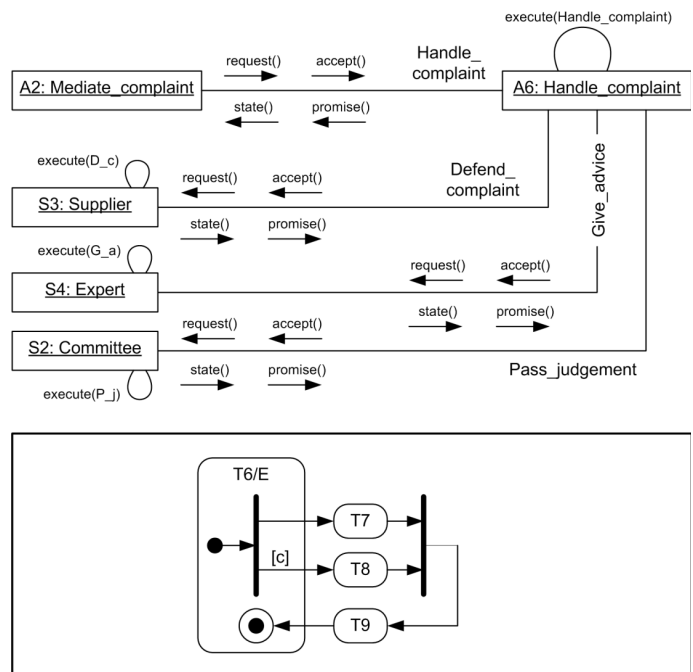 execute(Handle_complaint)
request() accept() Handle_
complaint
A2: Mediate_complaint A6: Handle_complaint
state() promise()
execute(D_c)
request() accept() Defend_
complaint
S3: Supplier
Give_advice
state() promise()
execute(G_a)
request() accept()
S4: Expert
state() promise()
request() accept()
S2: Committee
Pass_judgement
state() promise()
execute(P_j)
T6/E
T7
[c]
T8
T9